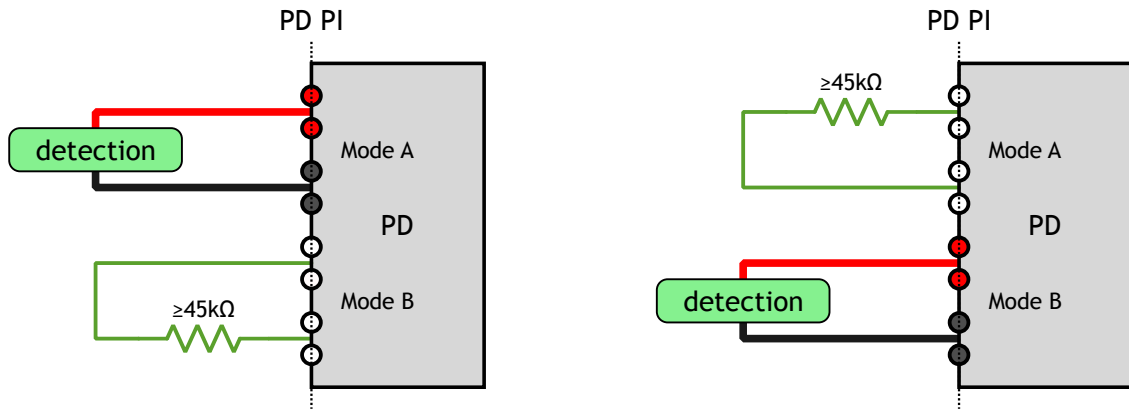 PD PI
detection
Mode A
PD
Mode B
≥45kΩ
PD PI
≥45kΩ
Mode A
PD
detection
Mode B